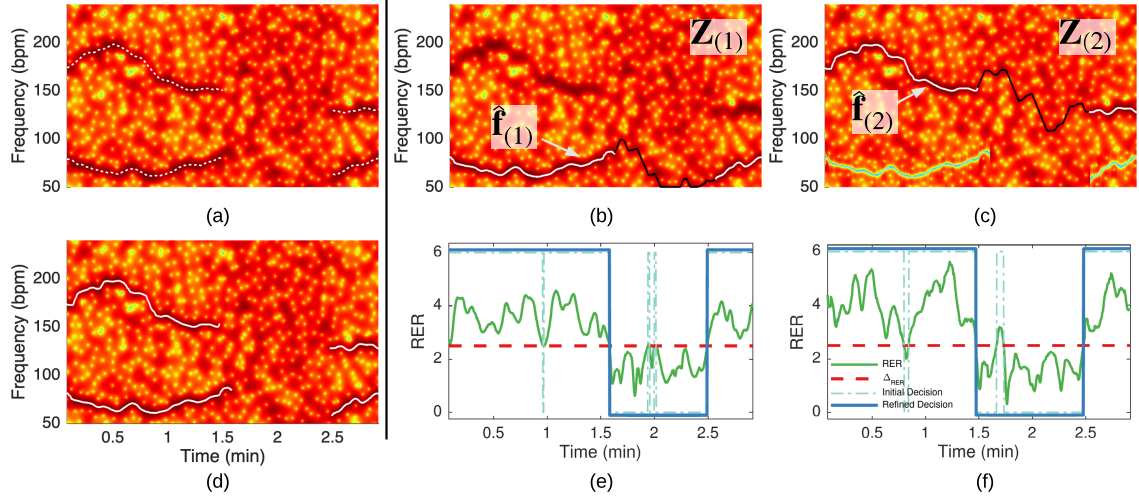 Frequency (bpm)
200
150
100
50
(a)
Z(1)
f̂(1)
Frequency (bpm)
200
150
100
50
(b)
Z(2)
f̂(2)
Frequency (bpm)
200
150
100
50
(c)
Frequency (bpm)
200
150
100
50
0.5 1 1.5 2 2.5
Time (min)
(d)
RER
6
4
2
0
0.5 1 1.5 2 2.5
Time (min)
(e)
RER
6
4
2
0
RER
ΔRER
Initial Decision
Refined Decision
0.5 1 1.5 2 2.5
Time (min)
(f)